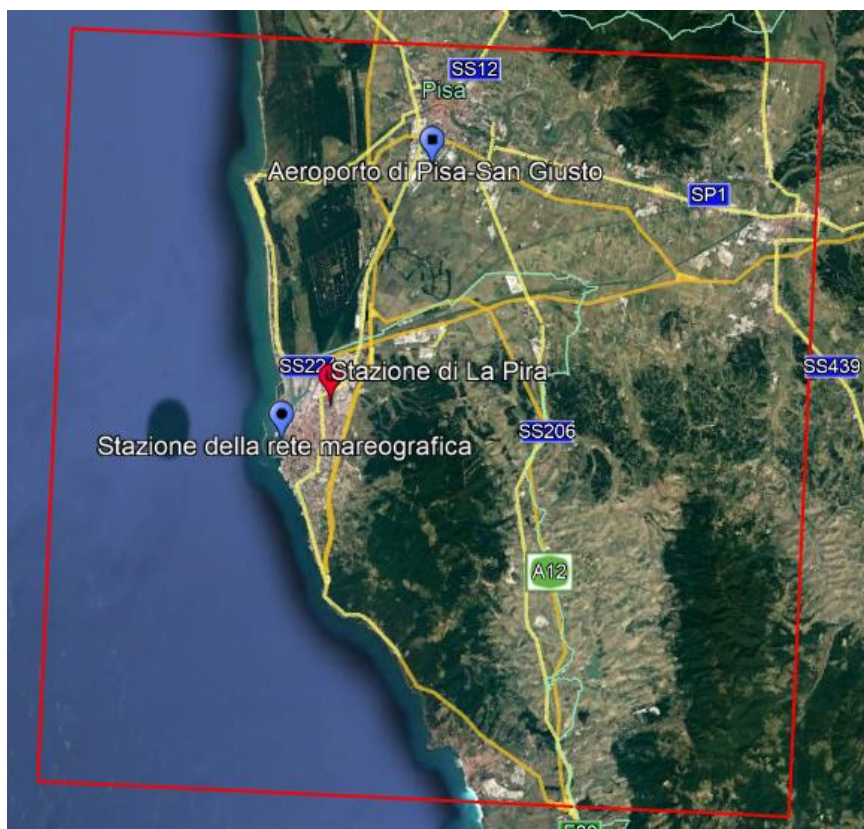 SS12
Pisa
Aeroporto di Pisa-San Giusto
SP1
SS22
Stazione di La Pira
SS439
Stazione della rete mareografica
SS206
A12